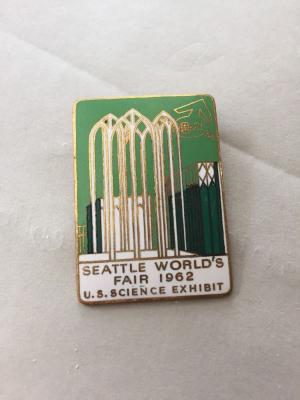 SEATTLE WORLD'S
FAIR 1962
U.S. SCIENCE EXHIBIT